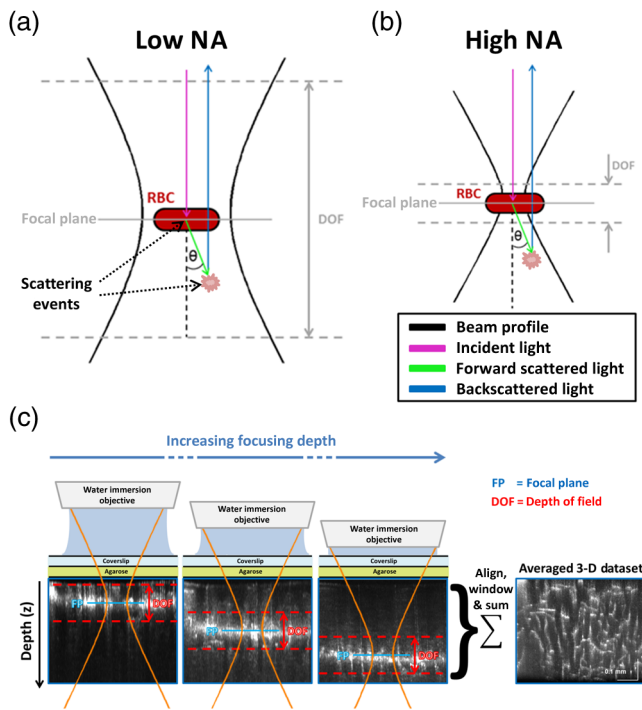 (a)
Low NA
RBC
Focal plane
DOF
θ
Scattering
events
(b)
High NA
DOF
RBC
Focal plane
θ
Beam profile
Incident light
Forward scattered light
Backscattered light
(c)
Increasing focusing depth
FP = Focal plane
DOF = Depth of field
Water immersion
objective
Water immersion
objective
Water immersion
objective
Coverslip
Agarose
Coverslip
Agarose
Coverslip
Agarose
Depth (z)
FP
DOF
FP
DOF
FP
DOF
Align,
window
& sum
∑
Averaged 3-D dataset
0.1 mm